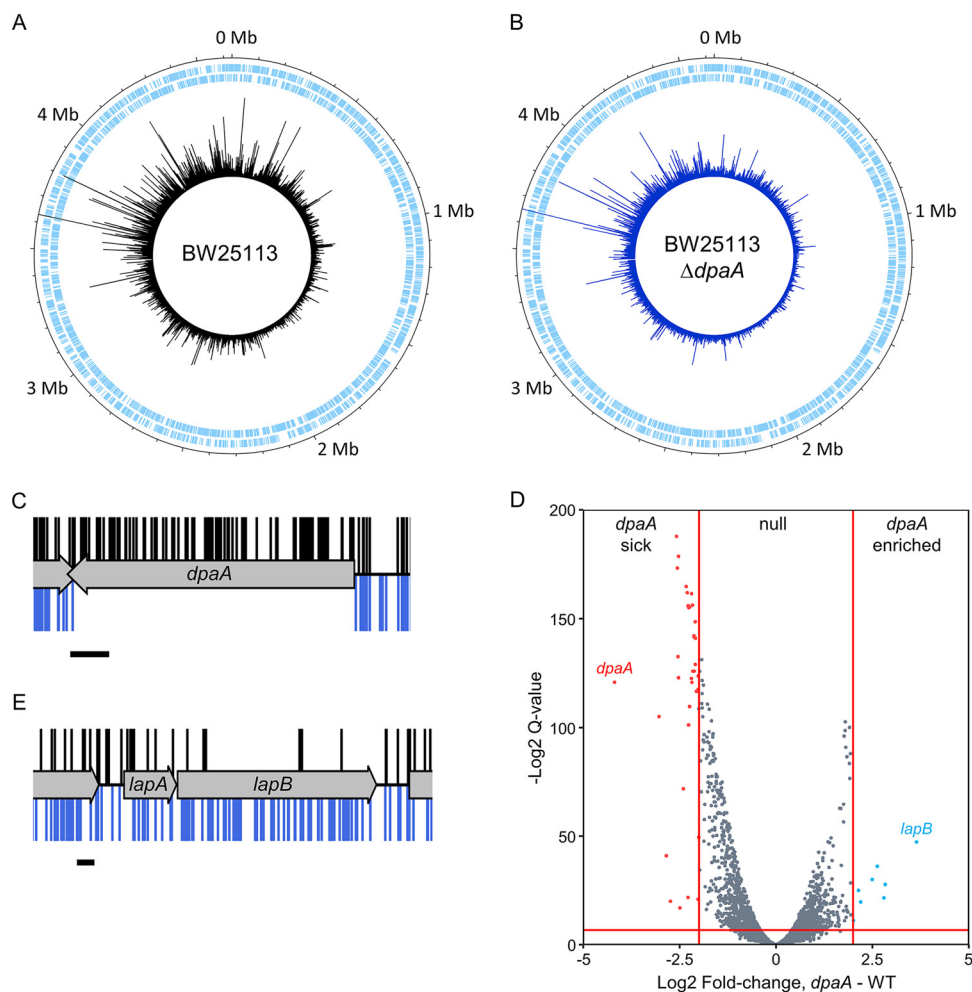 A
0 Mb
4 Mb
1 Mb
BW25113
3 Mb
2 Mb
B
0 Mb
4 Mb
1 Mb
BW25113
ΔdpaA
3 Mb
2 Mb
C
dpaA
E
lapA
lapB
D
200
150
100
50
0
-Log2 Q-value
dpaA
sick
null
dpaA
enriched
dpaA
lapB
-5
-2.5
0
2.5
5
Log2 Fold-change, dpaA - WT